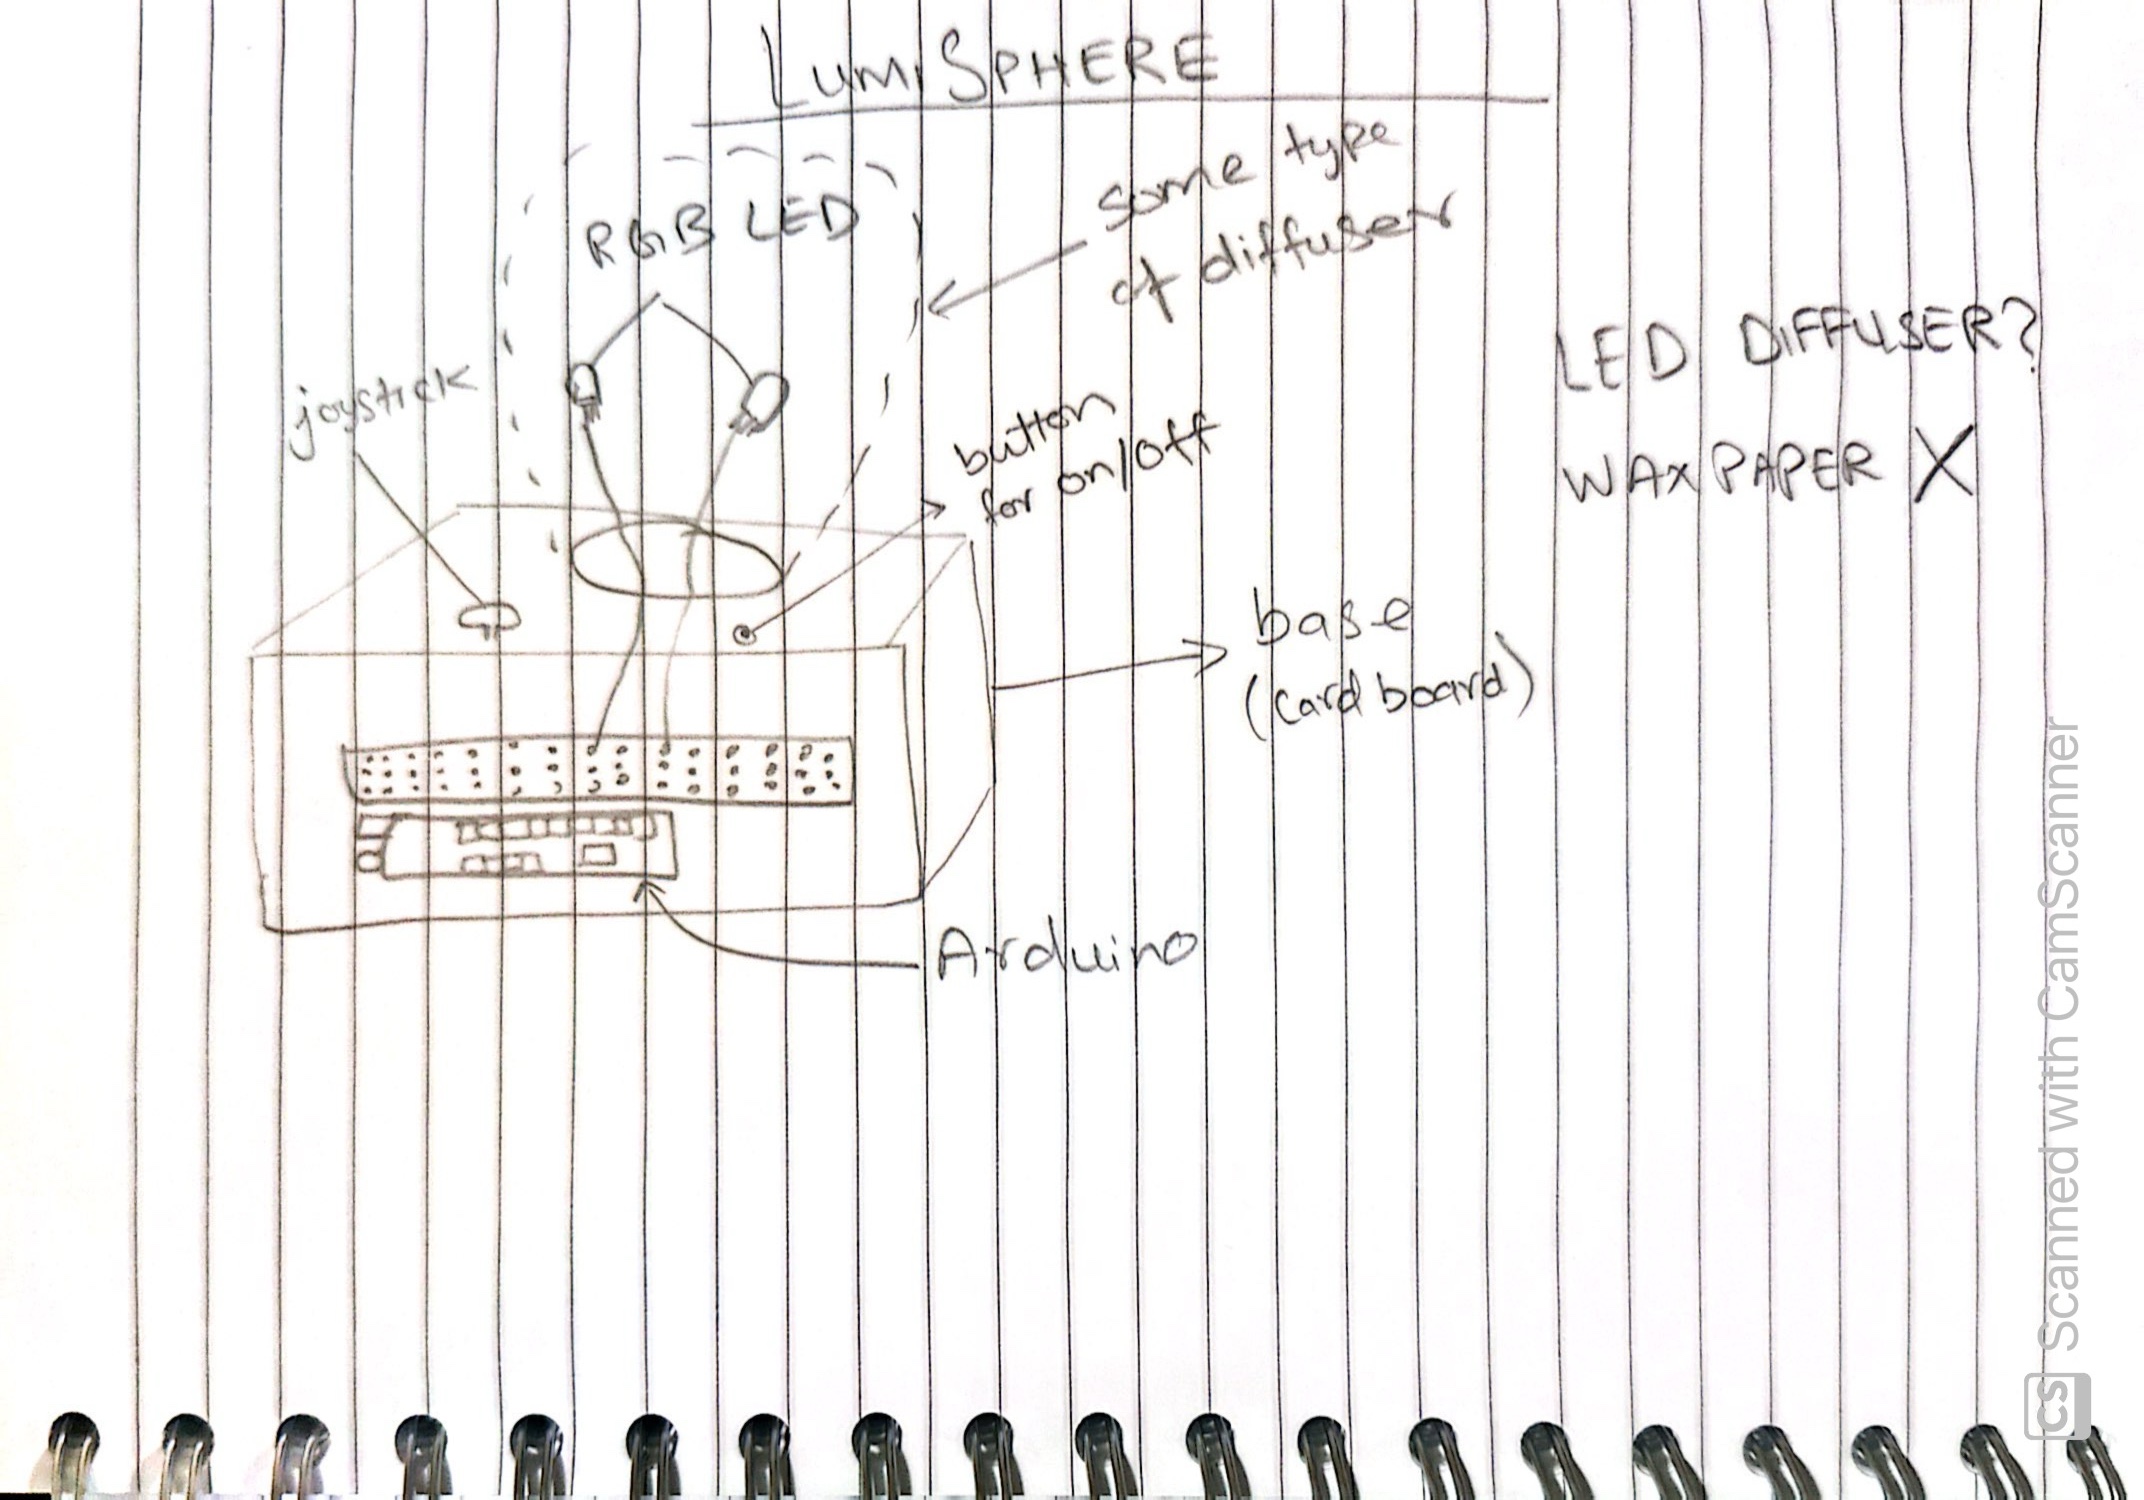 LUMISPHERE
RGB LED
some type
of diffuser
joystick
button
for on/off
LED DIFFUSER?
WAX PAPER X
base
(card board)
Arduino
CS Scanned with CamScanner